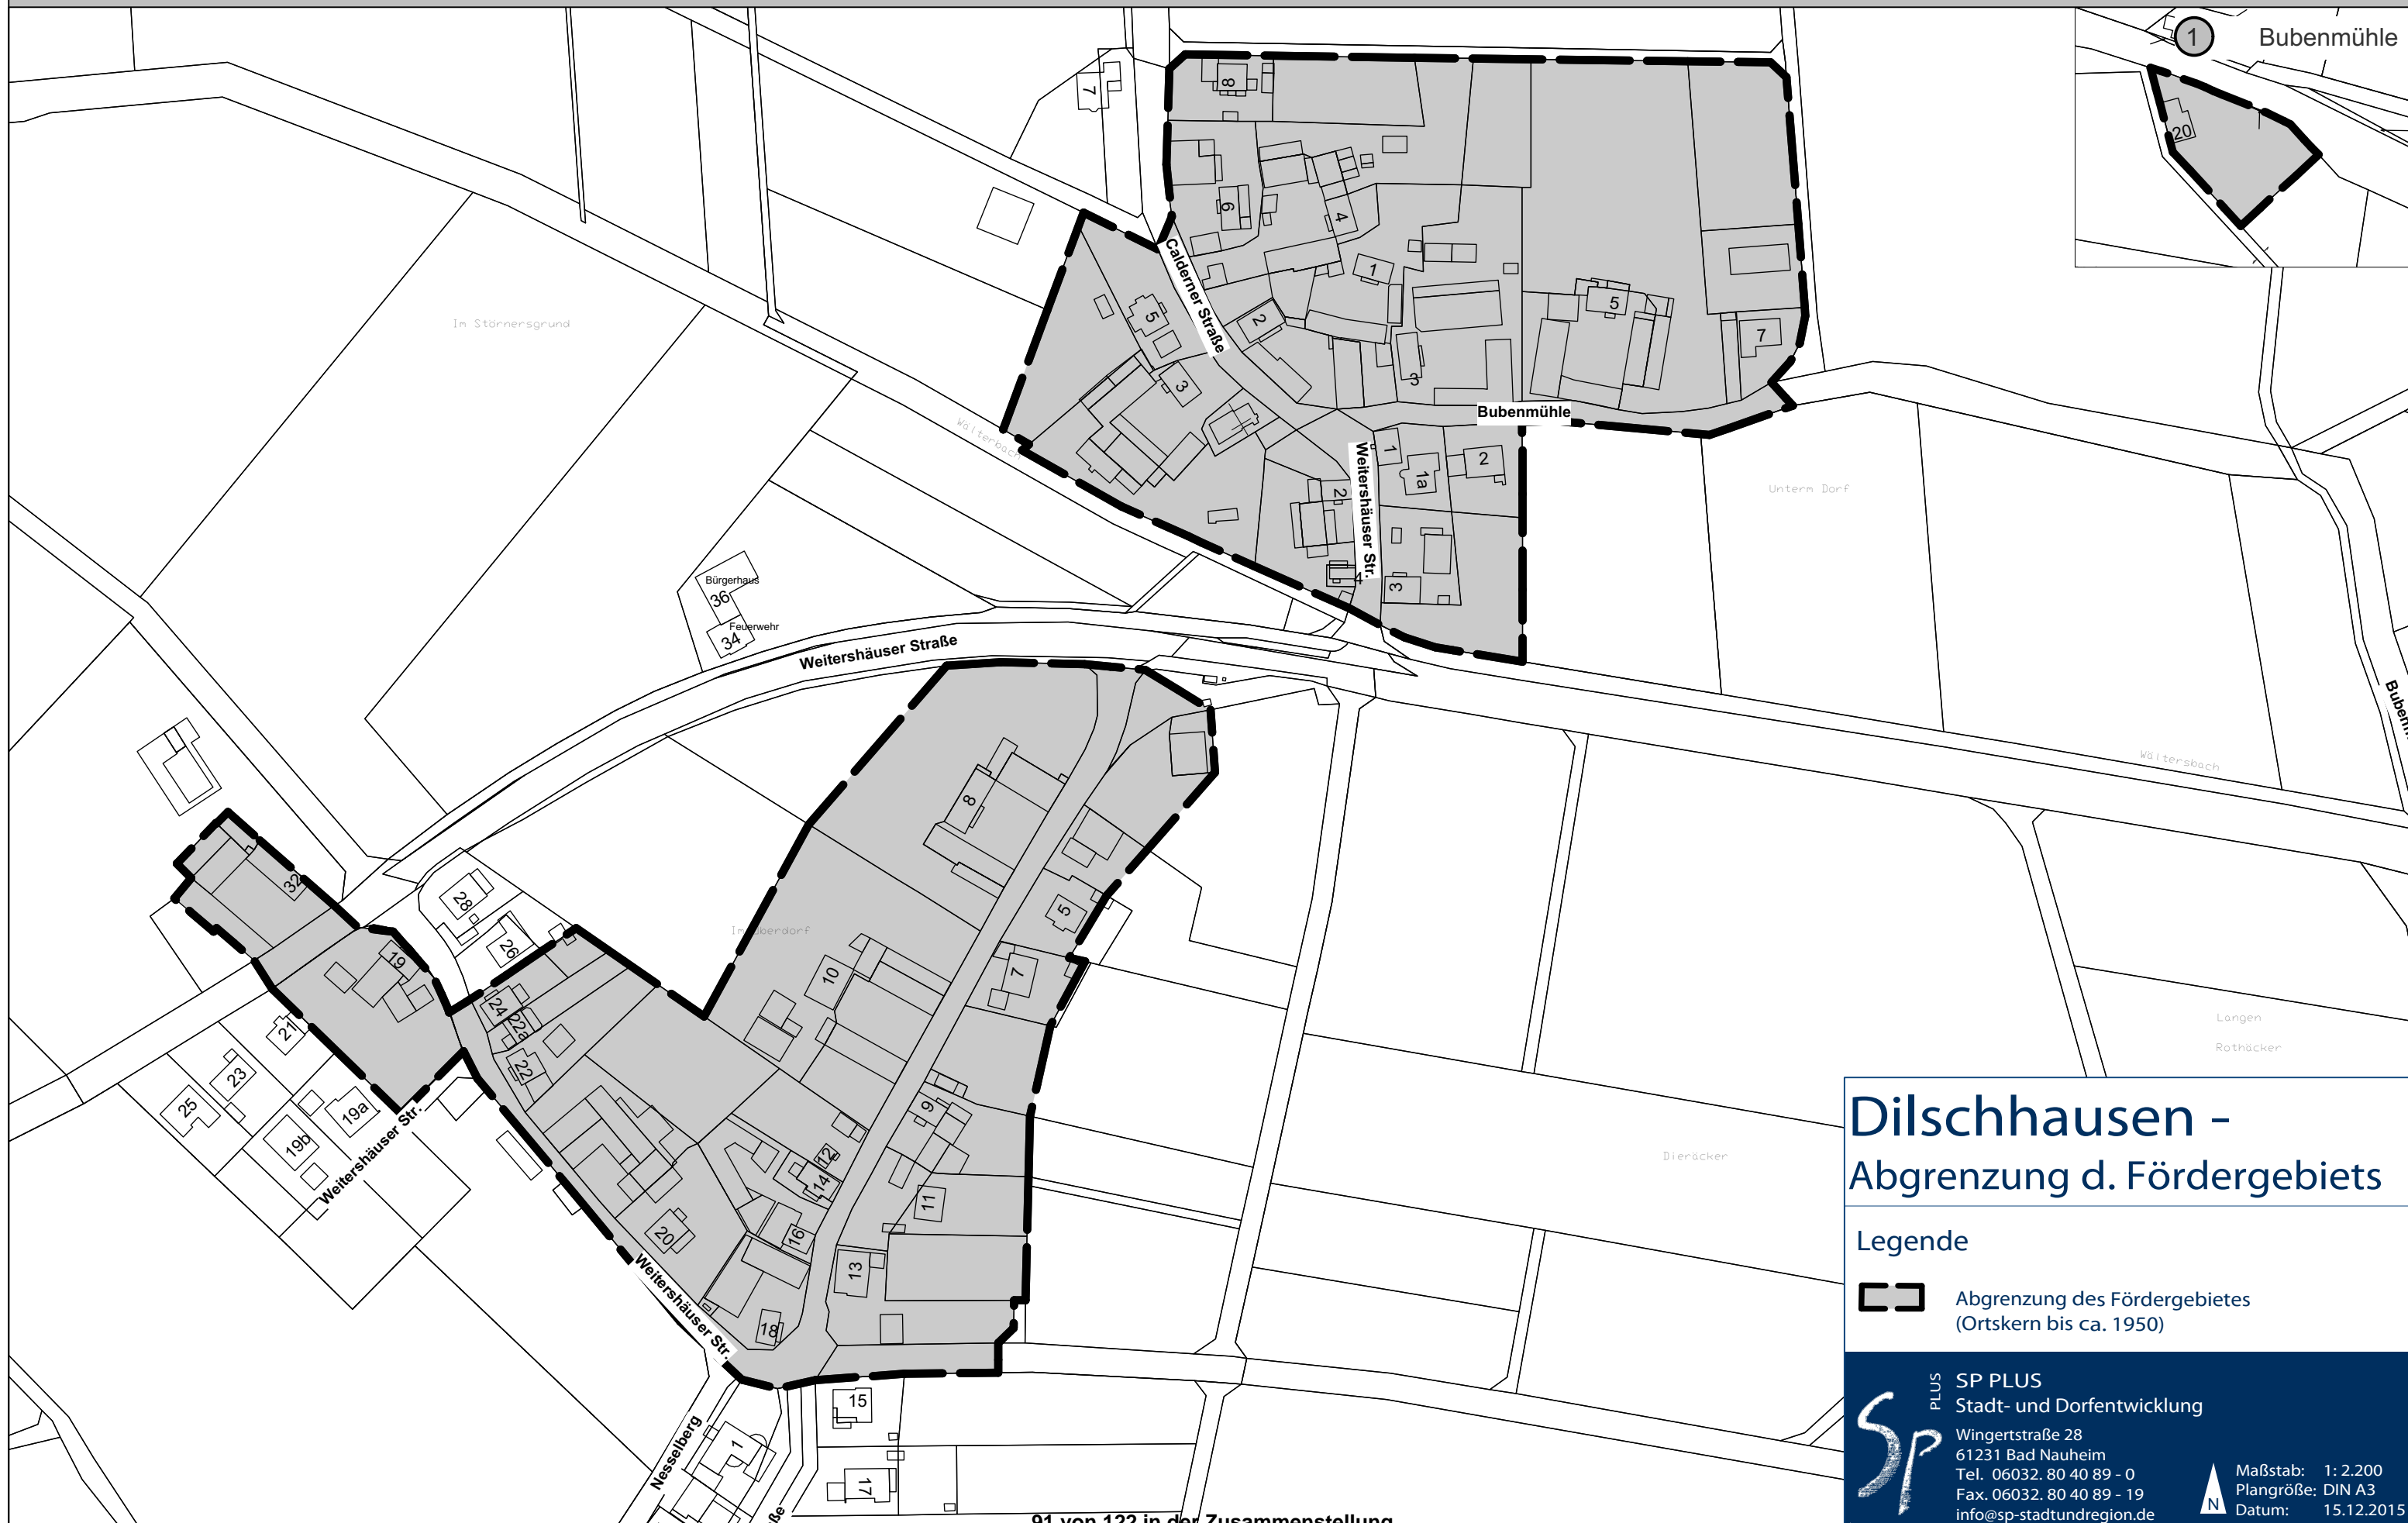 1
Bubenmühle
20
7
8
6
4
Calderner Straße
1
2
5
3
3
5
7
Bubenmühle
Im Störnersgrund
Wälterbach
Weitershäuser Str.
1
1a
2
2
4
3
Unterm Dorf
Bürgerhaus
36
Feuerwehr
34
Weitershäuser Straße
Wältersbach
8
5
7
10
32
28
26
19
24
22a
22
21
23
25
19a
19b
Weitershäuser Str.
9
12
14
11
16
20
13
18
Weitershäuser Str.
15
17
1
Nesselberg
Langen
Rothäcker
Dieräcker
Dilschhausen -
Abgrenzung d. Fördergebiets
Legende
Abgrenzung des Fördergebietes
(Ortskern bis ca. 1950)
SP PLUS
SP PLUS
Stadt- und Dorfentwicklung
Wingertstraße 28
61231 Bad Nauheim
Tel. 06032. 80 40 89 - 0
Fax. 06032. 80 40 89 - 19
info@sp-stadtundregion.de
N
Maßstab: 1: 2.200
Plangröße: DIN A3
Datum: 15.12.2015
91 von 122 in der Zusammenstellung